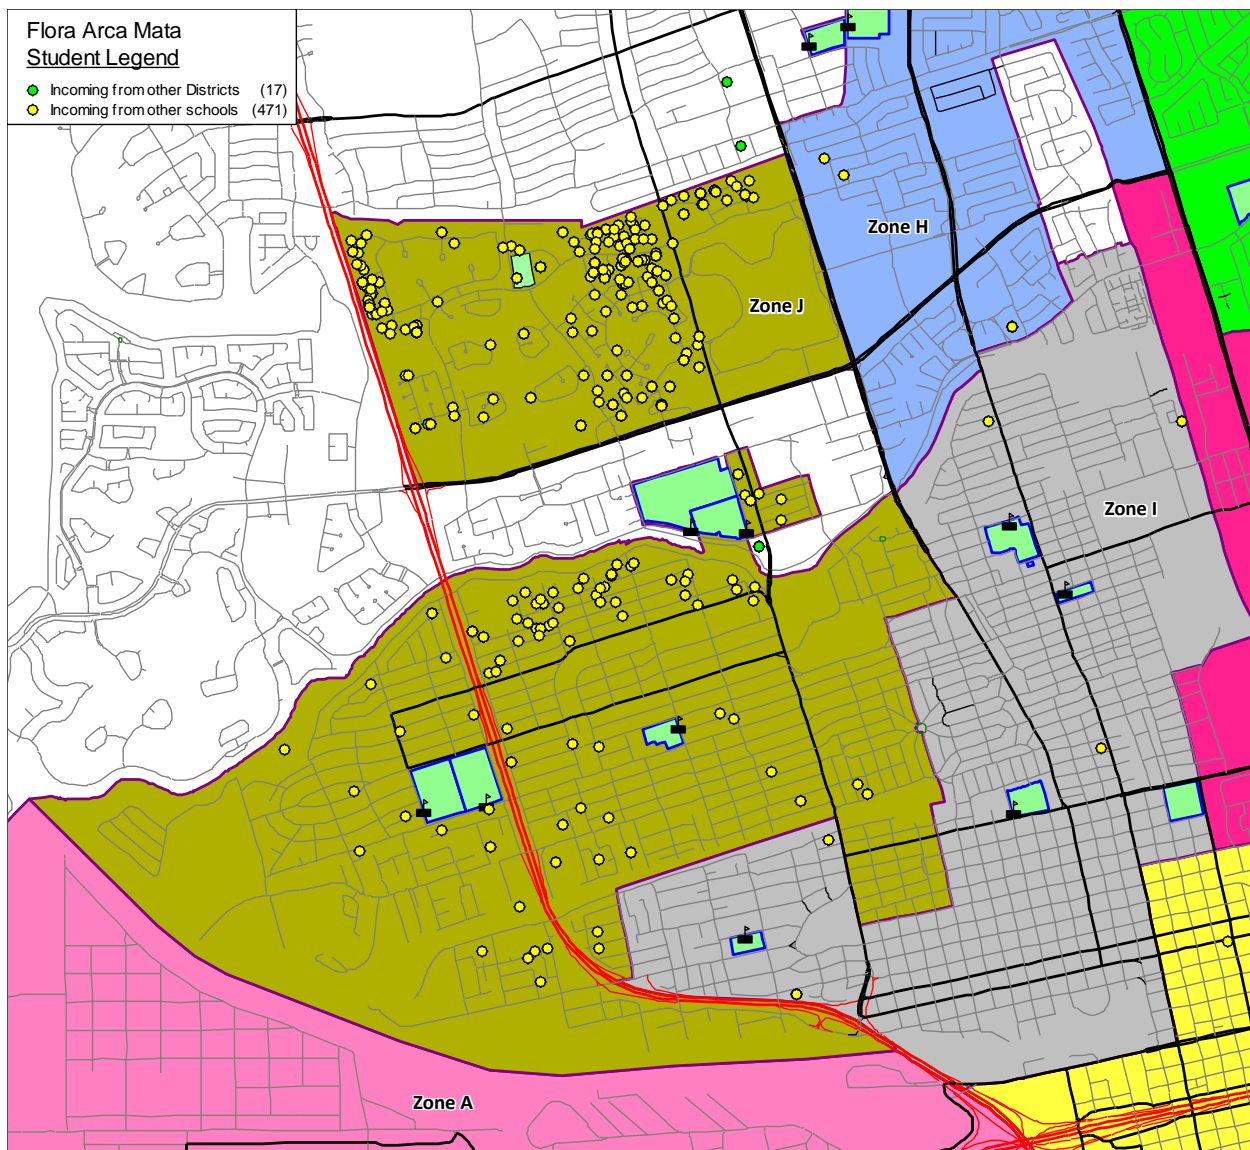 Flora Arca Mata
Student Legend
Incoming from other Districts (17)
Incoming from other schools (471)
Zone H
Zone J
Zone I
Zone A